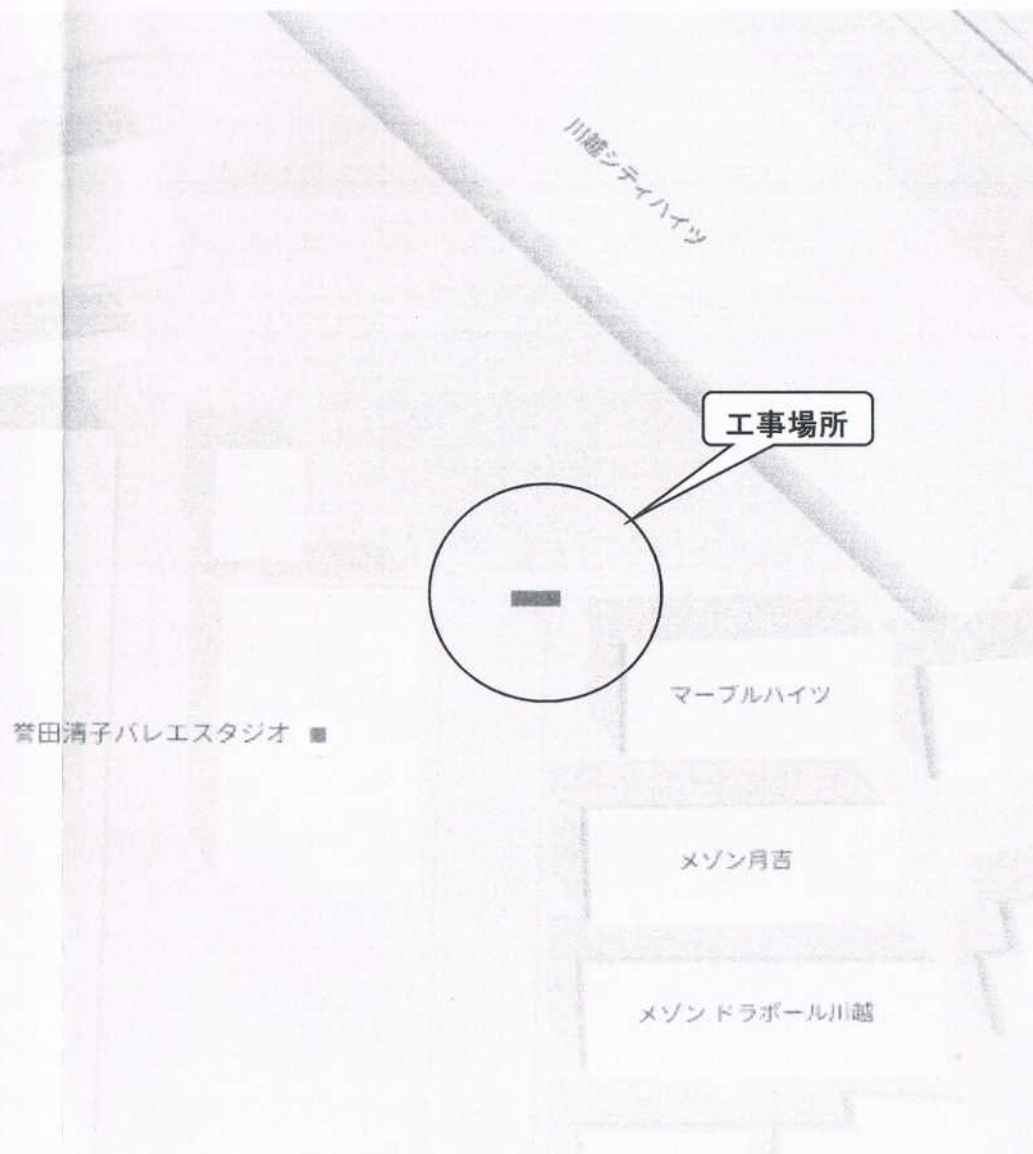 川越シティハイツ
工事場所
マーブルハイツ
誉田清子バレエスタジオ
メゾン月吉
メゾンドラボール川越